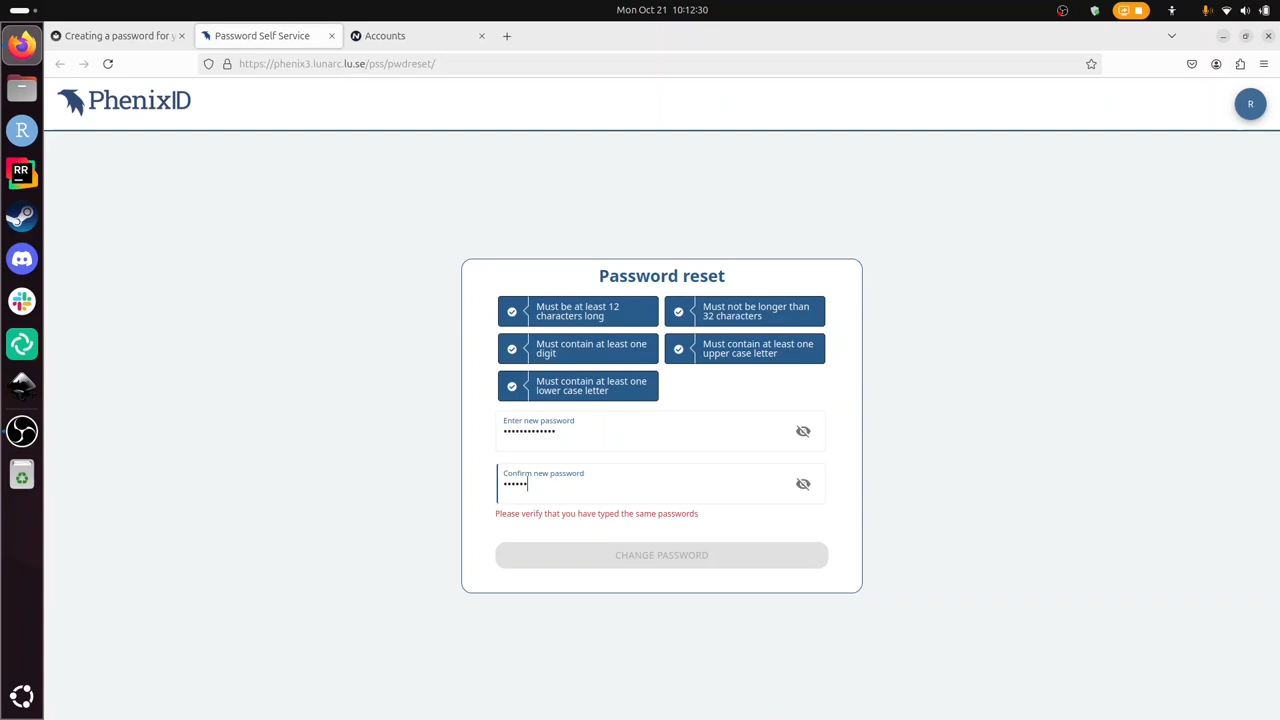 Mon Oct 21 10:12:30
Creating a password for y
Password Self Service
Accounts
https://phenix3.lunarc.lu.se/pss/pwdreset/
PhenixID
R
R
RR
Password reset
Must be at least 12
characters long
Must not be longer than
32 characters
Must contain at least one
digit
Must contain at least one
upper case letter
Must contain at least one
lower case letter
Enter new password
•••••••••••••
Confirm new password
••••••
Please verify that you have typed the same passwords
CHANGE PASSWORD